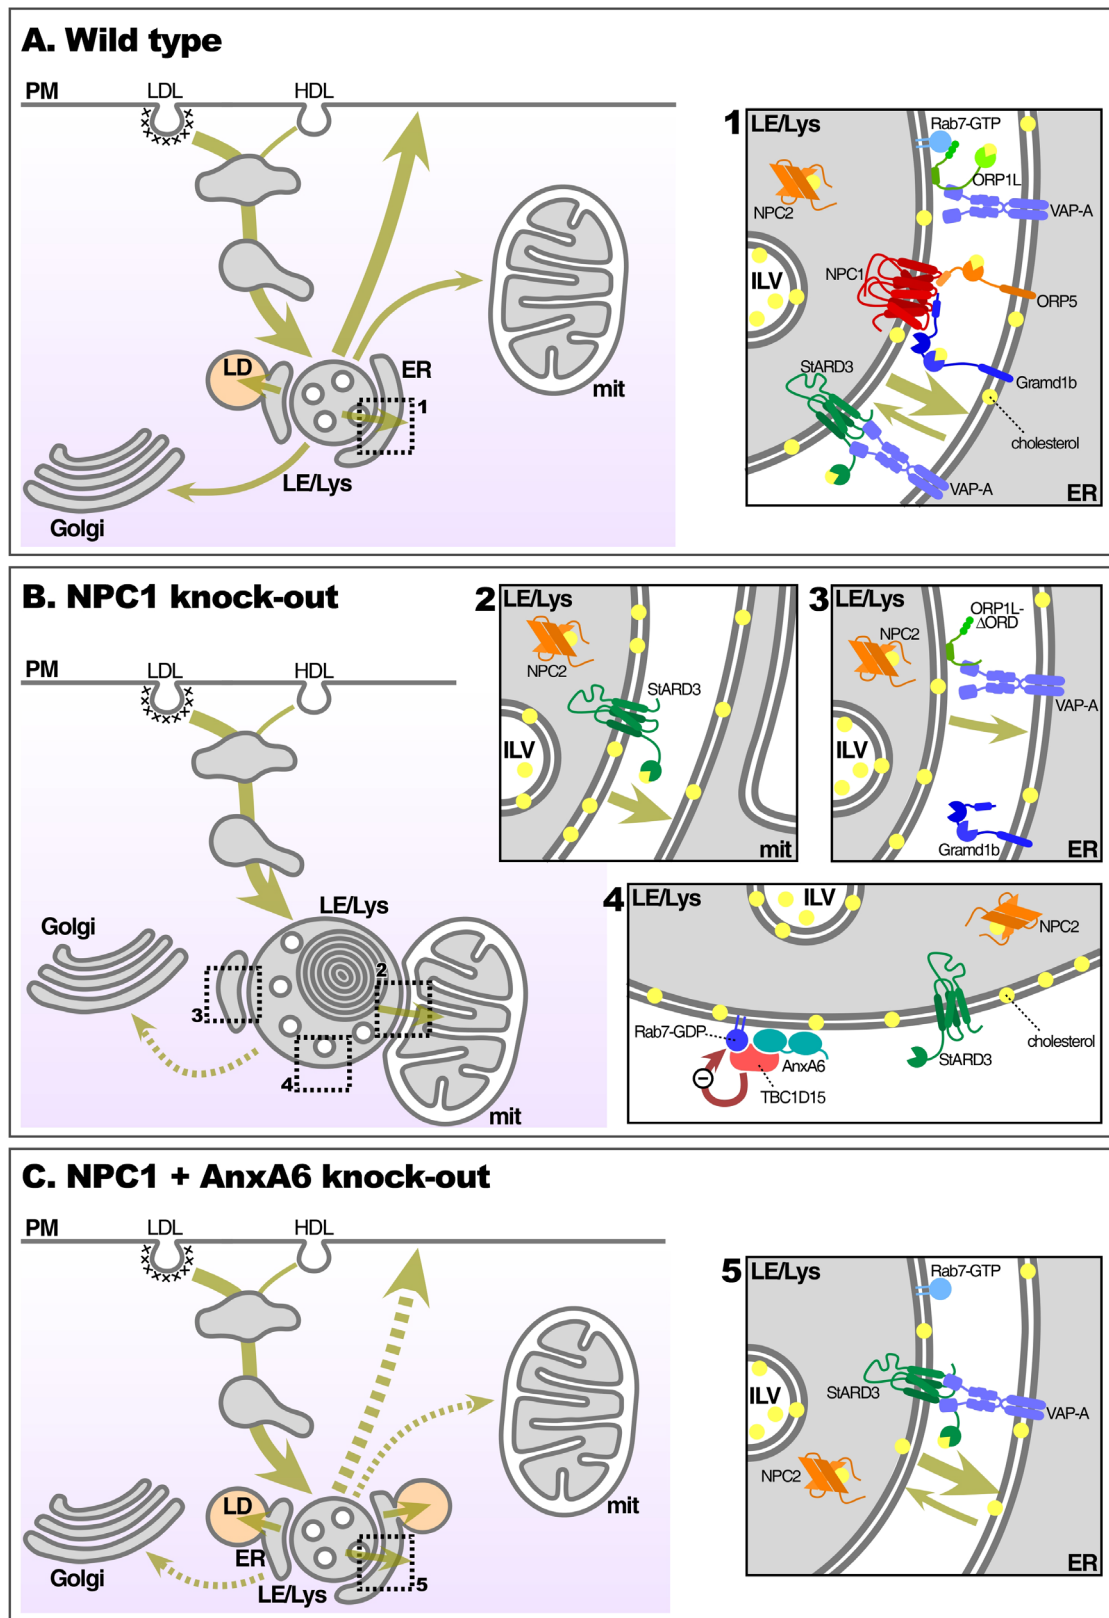 A. Wild type
PM
LDL
HDL
LD
ER
1
mit
LE/Lys
Golgi
1
LE/Lys
Rab7-GTP
ORP1L
NPC2
VAP-A
ILV
NPC1
ORP5
StARD3
Gramd1b
cholesterol
VAP-A
ER
B. NPC1 knock-out
PM
LDL
HDL
LE/Lys
Golgi
2
3
4
mit
2
LE/Lys
NPC2
StARD3
ILV
mit
3
LE/Lys
ORP1L-
ΔORD
NPC2
VAP-A
ILV
Gramd1b
ER
4
LE/Lys
ILV
NPC2
Rab7-GDP
AnxA6
StARD3
cholesterol
TBC1D15
C. NPC1 + AnxA6 knock-out
PM
LDL
HDL
mit
LD
ER
Golgi
LE/Lys
5
5
LE/Lys
Rab7-GTP
StARD3
ILV
VAP-A
NPC2
ER